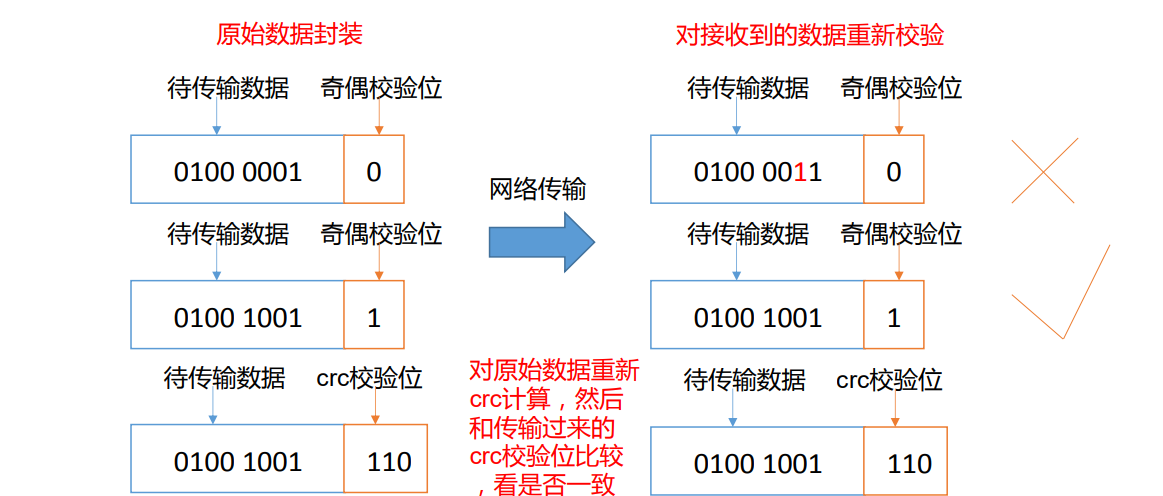 原始数据封装
对接收到的数据重新校验
待传输数据 奇偶校验位
待传输数据 奇偶校验位
0100 0001 0
网络传输
0100 0011 0
待传输数据 奇偶校验位
待传输数据 奇偶校验位
0100 1001 1
0100 1001 1
待传输数据 crc校验位
对原始数据重新
crc计算，然后
和传输过来的
crc校验位比较
，看是否一致
待传输数据 crc校验位
0100 1001 110
0100 1001 110